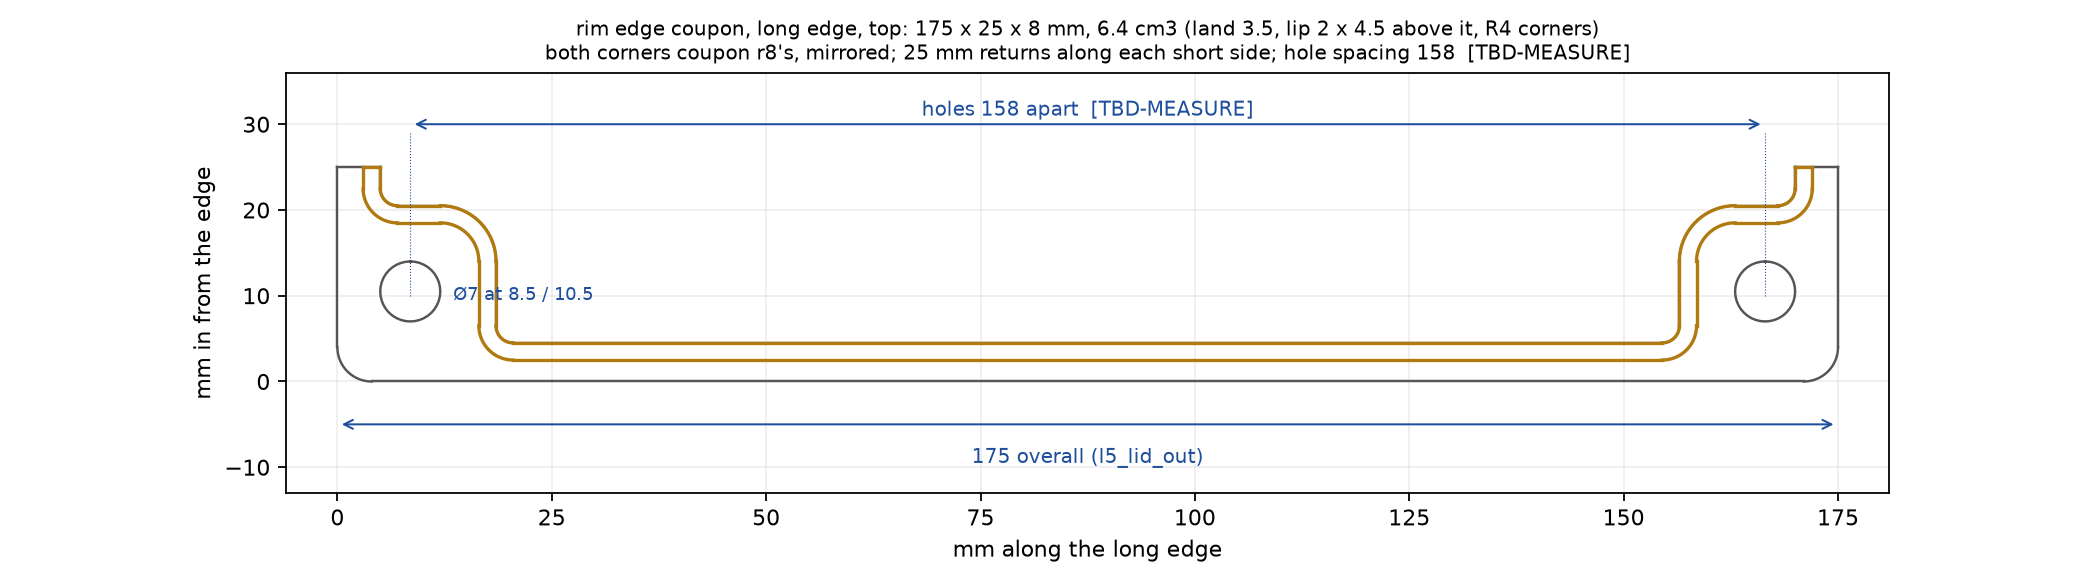 rim edge coupon, long edge, top: 175 x 25 x 8 mm, 6.4 cm3 (land 3.5, lip 2 x 4.5 above it, R4 corners)
both corners coupon r8's, mirrored; 25 mm returns along each short side; hole spacing 158 [TBD-MEASURE]
holes 158 apart [TBD-MEASURE]
30
20
10
0
−10
mm in from the edge
Ø7 at 8.5 / 10.5
175 overall (l5_lid_out)
0
25
50
75
100
125
150
175
mm along the long edge